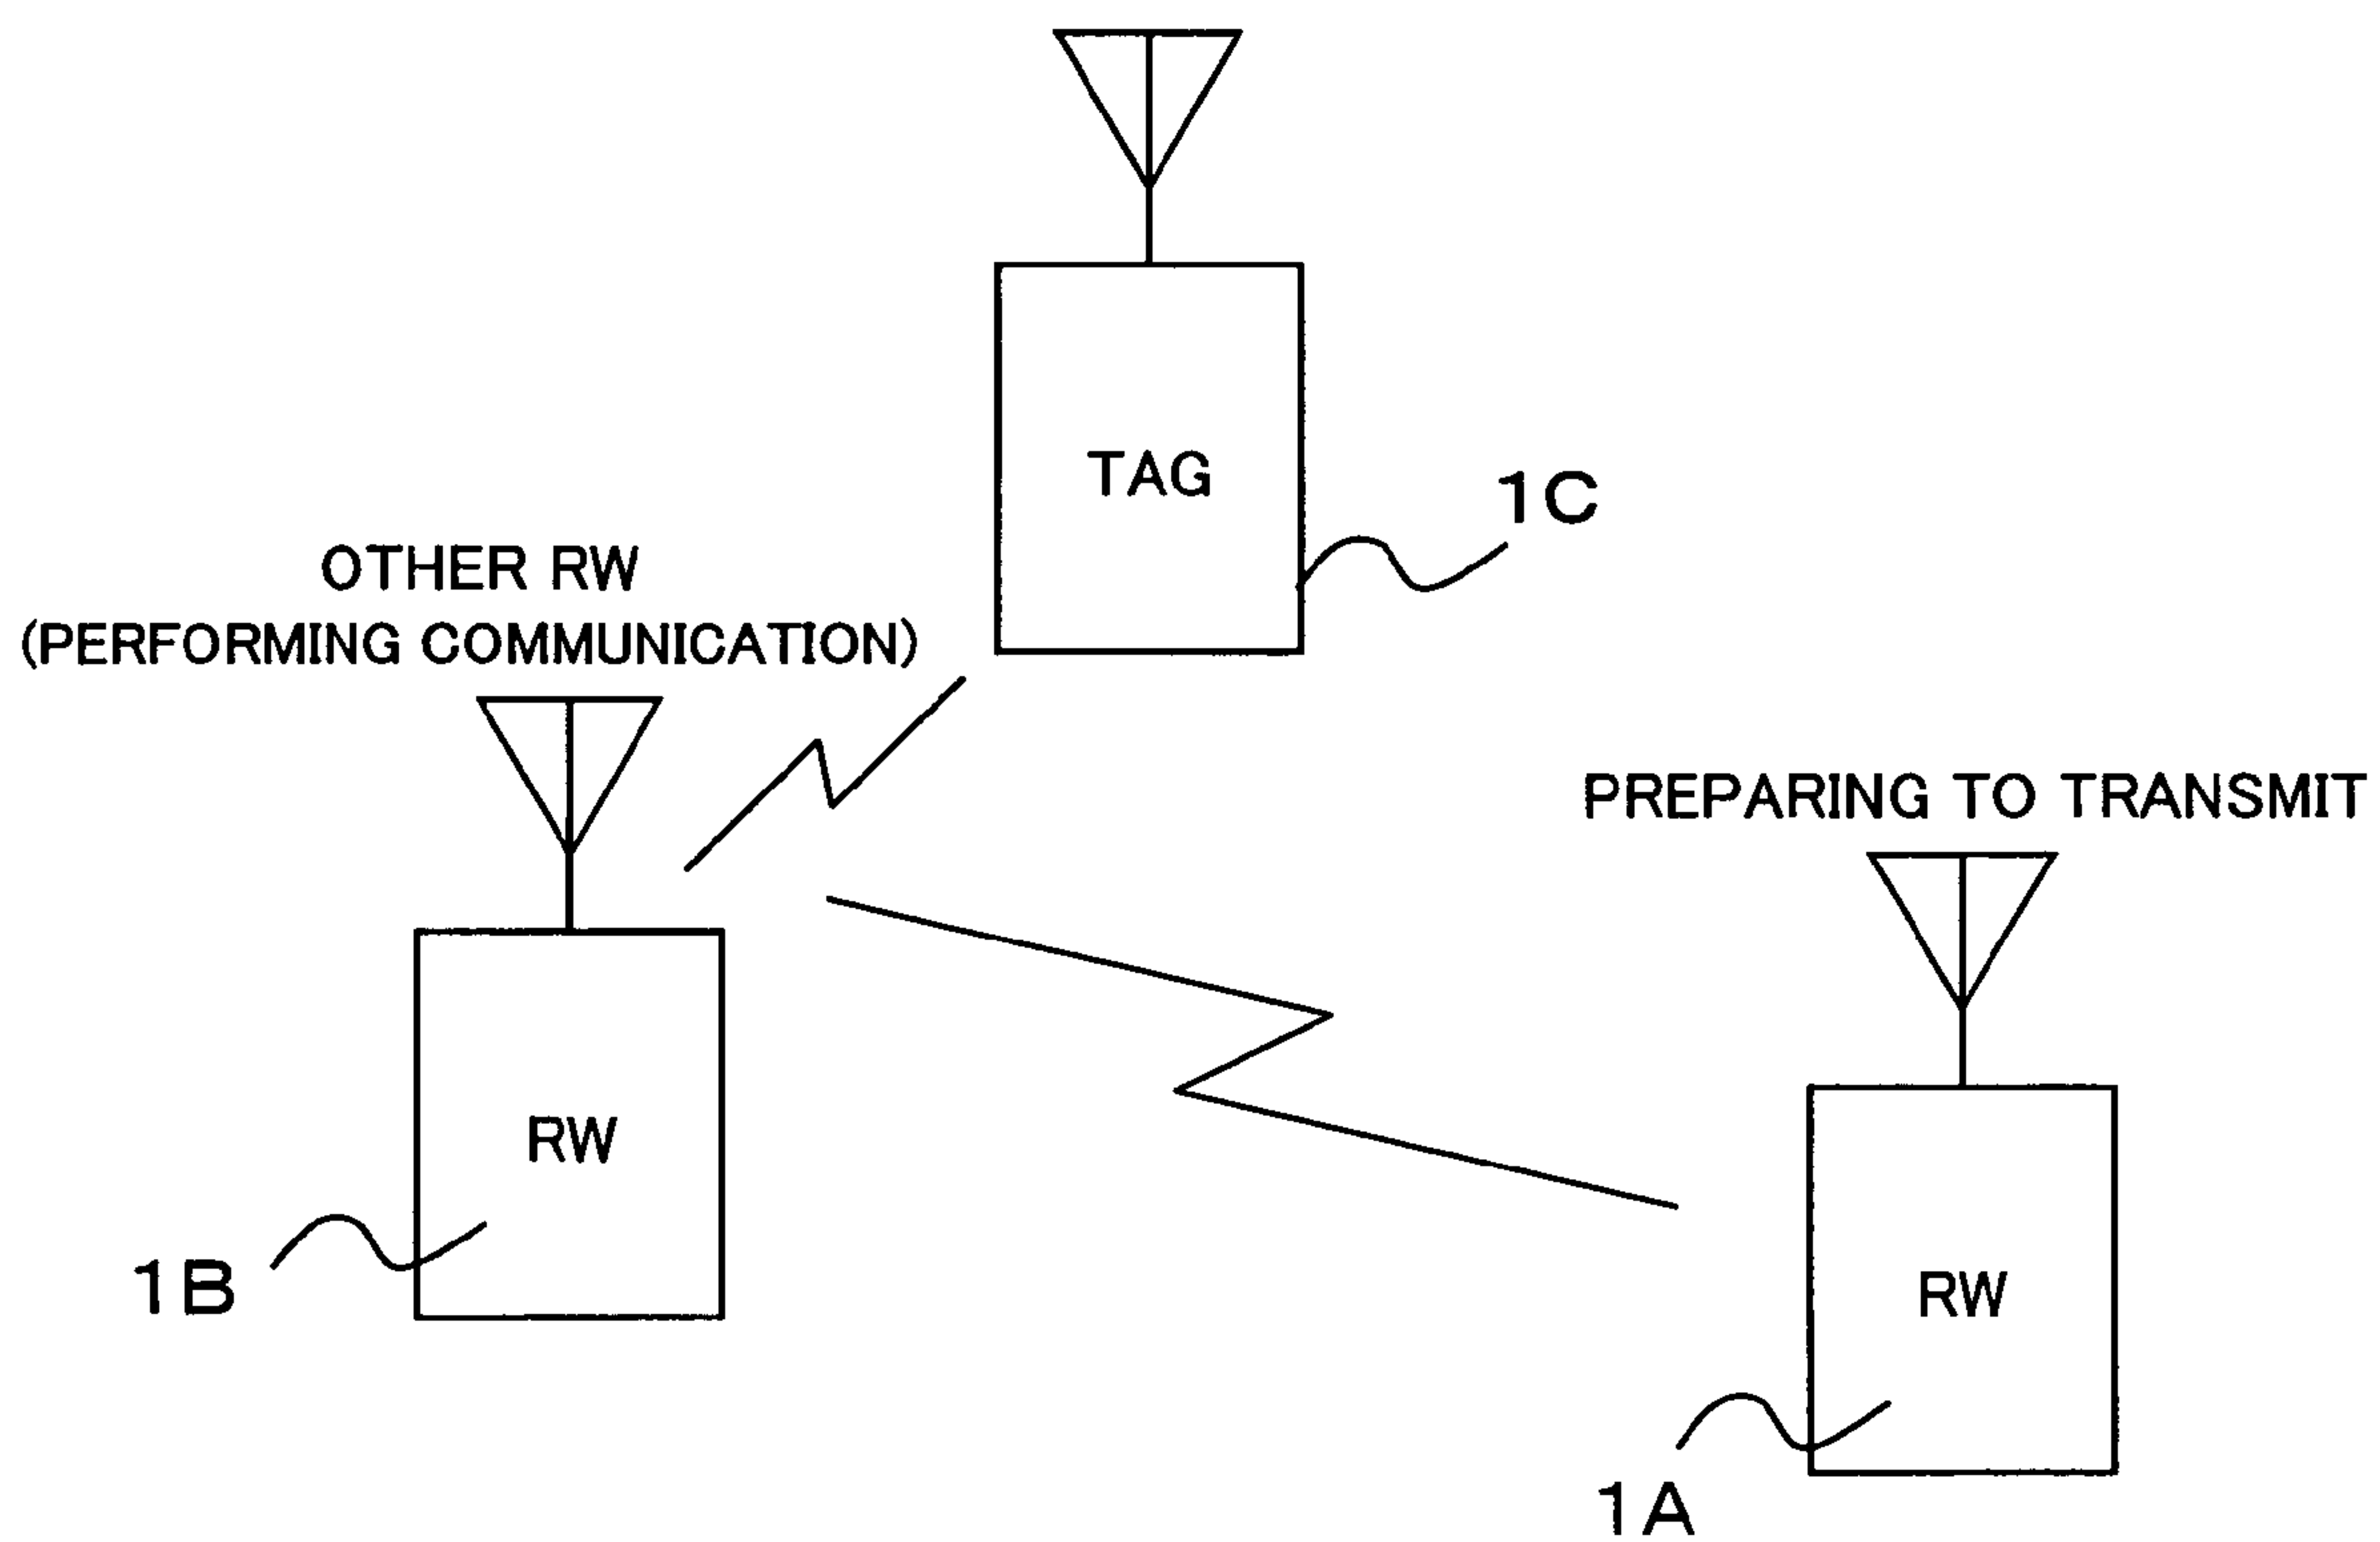 TAG
1C
OTHER RW
(PERFORMING COMMUNICATION)
PREPARING TO TRANSMIT
RW
1B
RW
1A